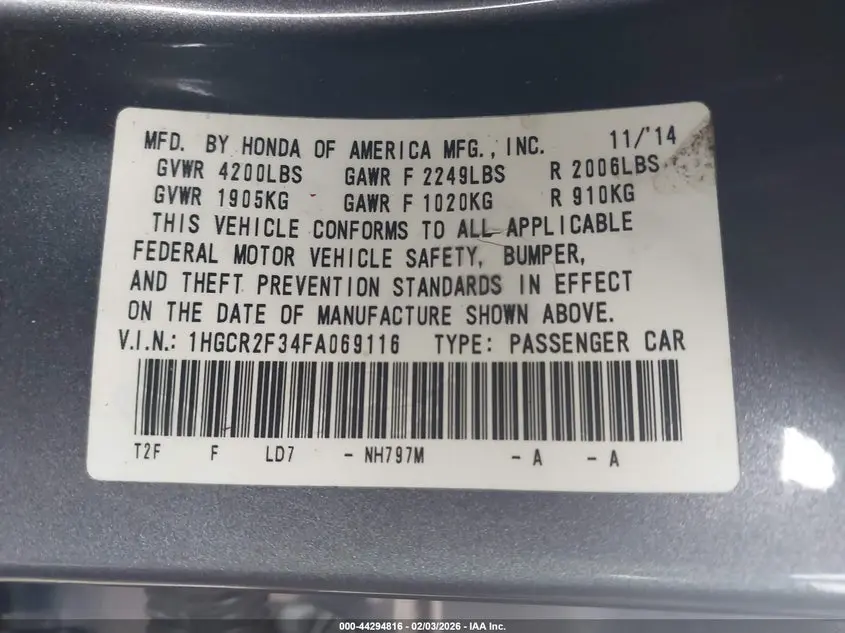 MFD. BY HONDA OF AMERICA MFG., INC. 11/'14
GVWR 4200LBS GAWR F 2249LBS R 2006LBS
GVWR 1905KG GAWR F 1020KG R 910KG
THIS VEHICLE CONFORMS TO ALL APPLICABLE
FEDERAL MOTOR VEHICLE SAFETY, BUMPER,
AND THEFT PREVENTION STANDARDS IN EFFECT
ON THE DATE OF MANUFACTURE SHOWN ABOVE.
V.I.N.: 1HGCR2F34FA069116 TYPE: PASSENGER CAR
T2F F LD7 - NH797M - A - A
000-44294816 - 02/03/2026 - IAA Inc.